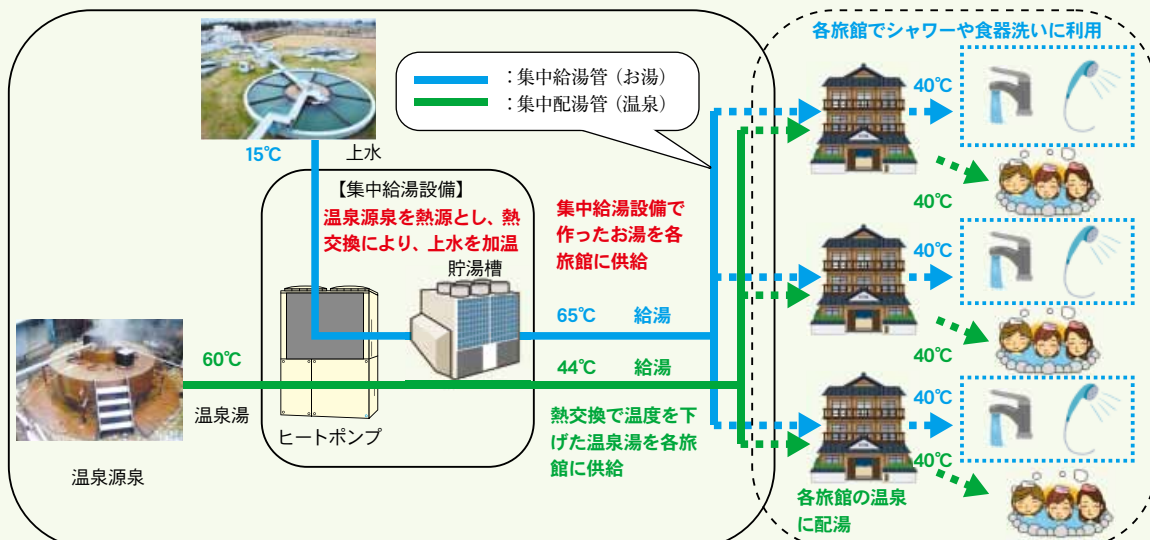 各旅館でシャワーや食器洗いに利用
：集中給湯管（お湯）
：集中配湯管（温泉）
15℃
上水
【集中給湯設備】
温泉源泉を熱源とし、熱
交換により、上水を加温
貯湯槽
集中給湯設備で
作ったお湯を各
旅館に供給
65℃
給湯
60℃
44℃
給湯
温泉湯
ヒートポンプ
温泉源泉
熱交換で温度を下
げた温泉湯を各旅
館に供給
40℃
40℃
40℃
40℃
40℃
40℃
各旅館の温泉
に配湯